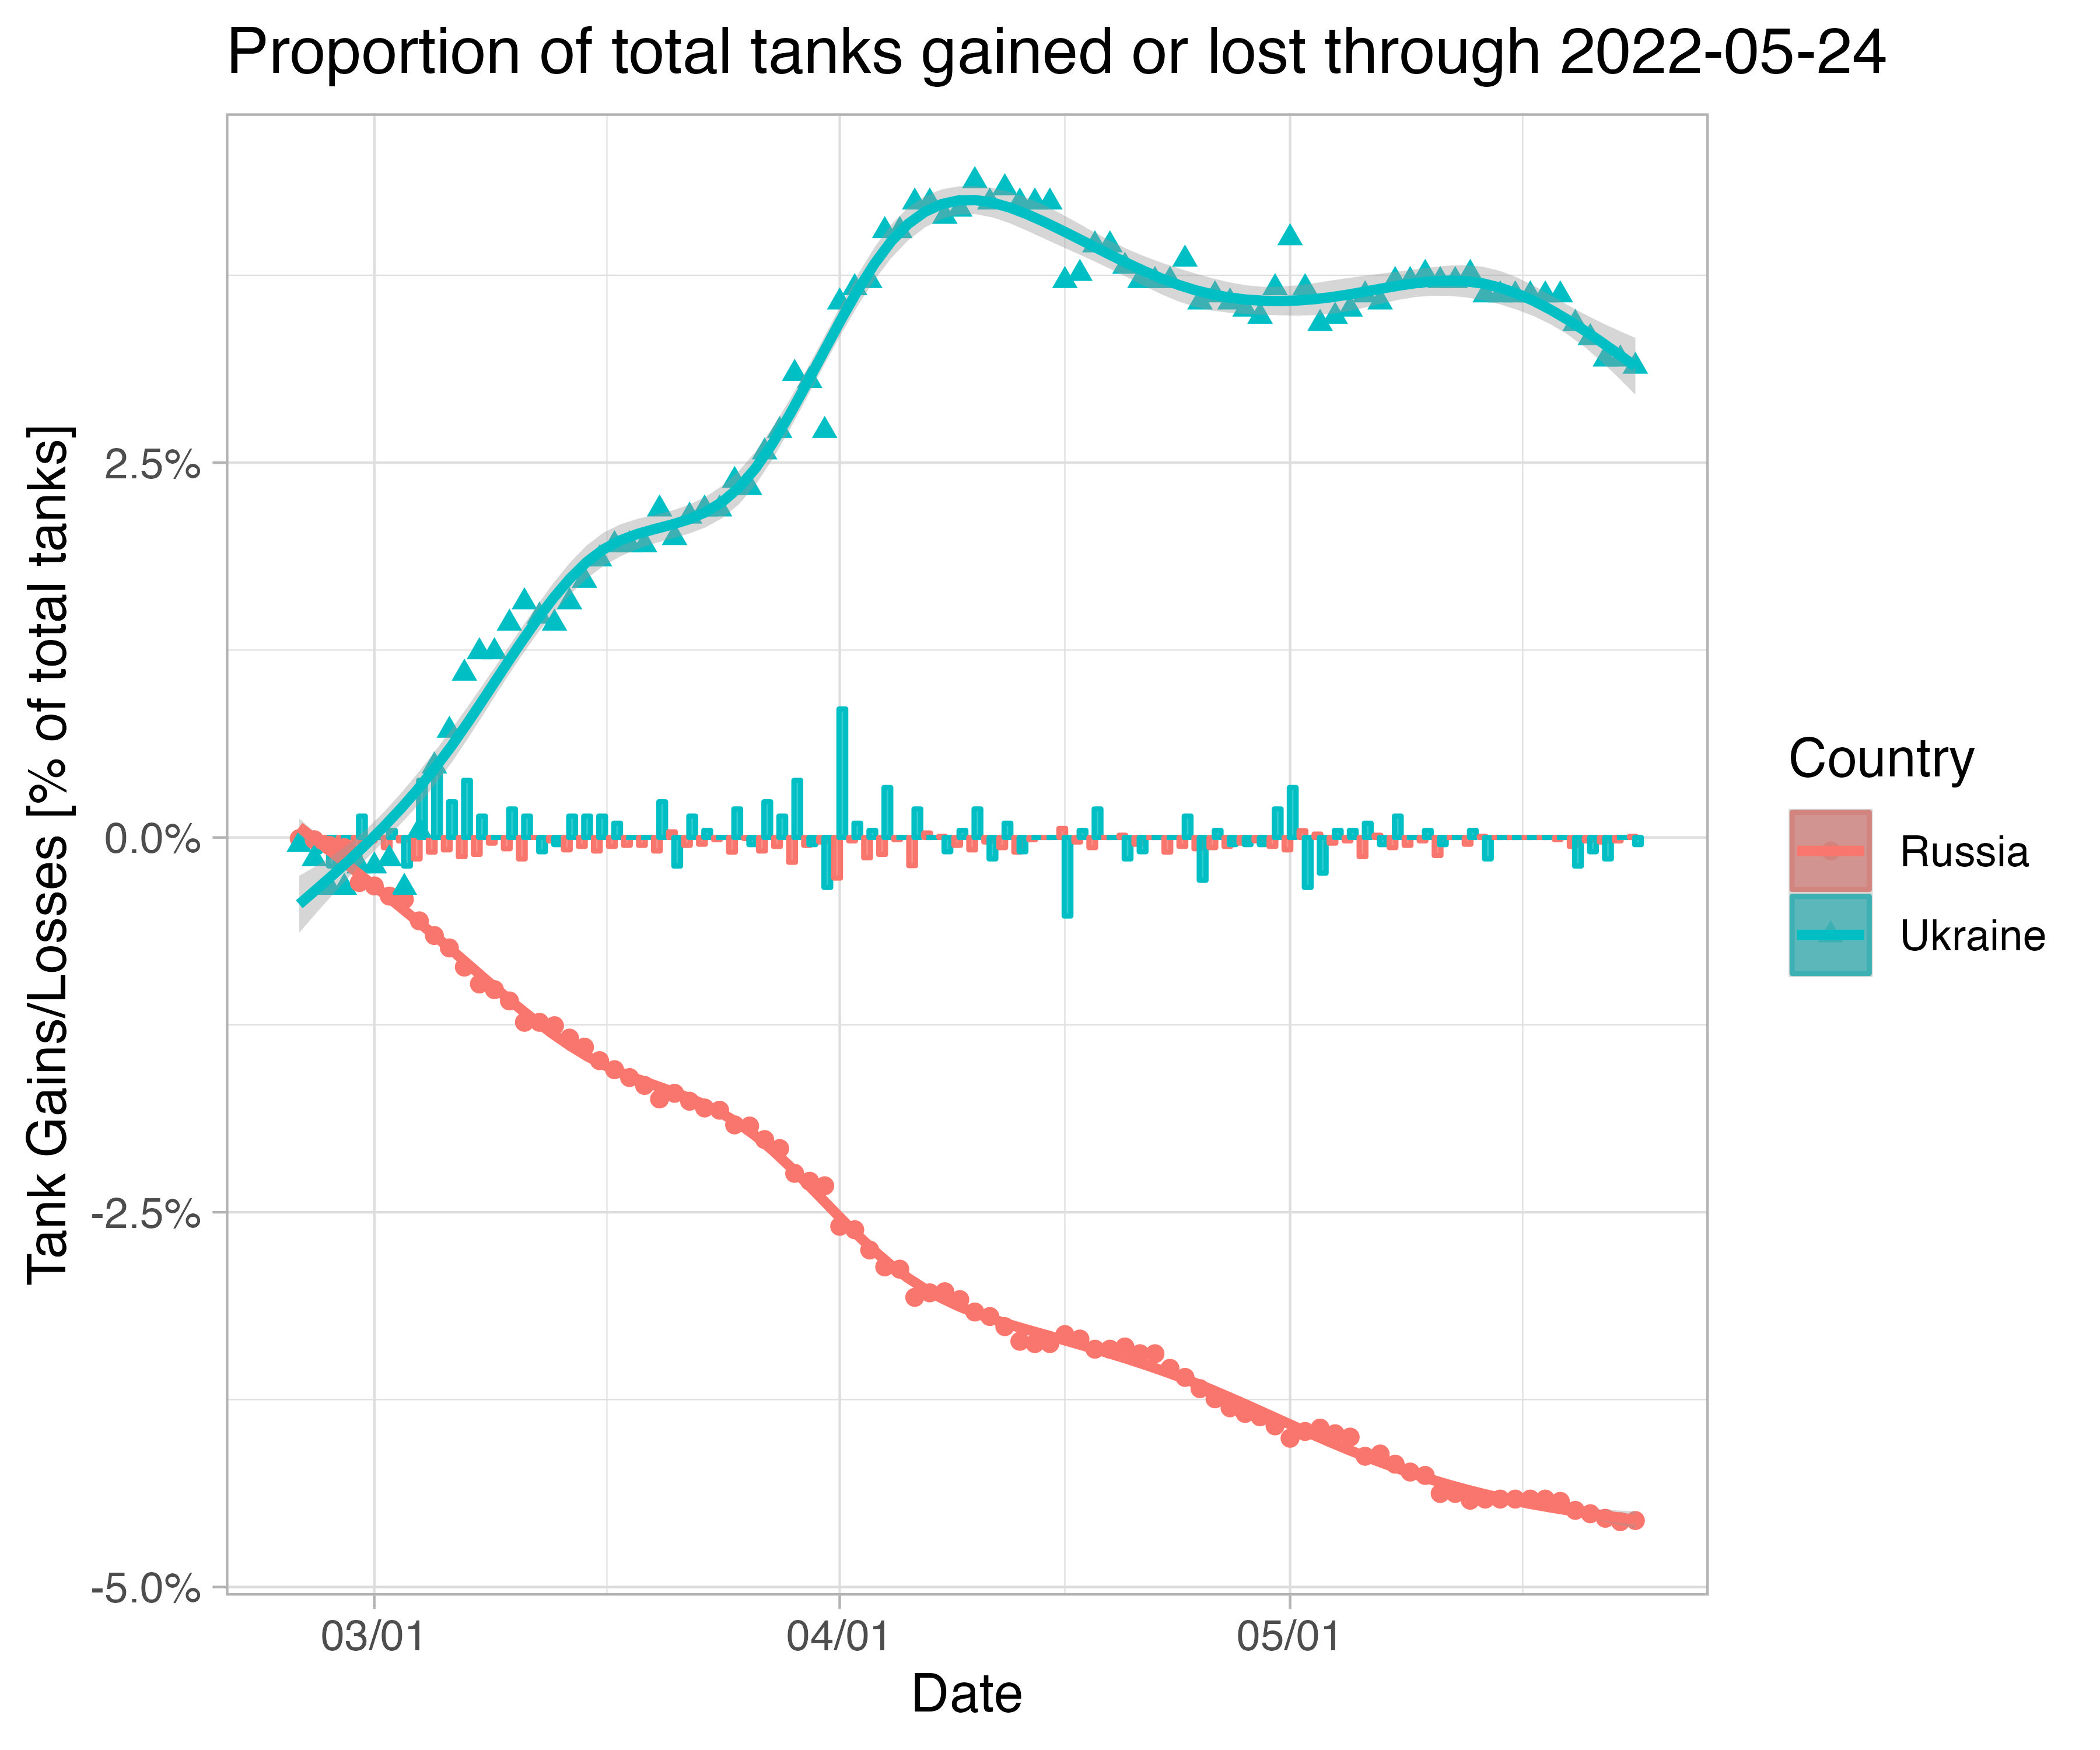 Proportion of total tanks gained or lost through 2022-05-24
Tank Gains/Losses [% of total tanks]
2.5%
0.0%
-2.5%
-5.0%
03/01
04/01
05/01
Date
Country
Russia
Ukraine